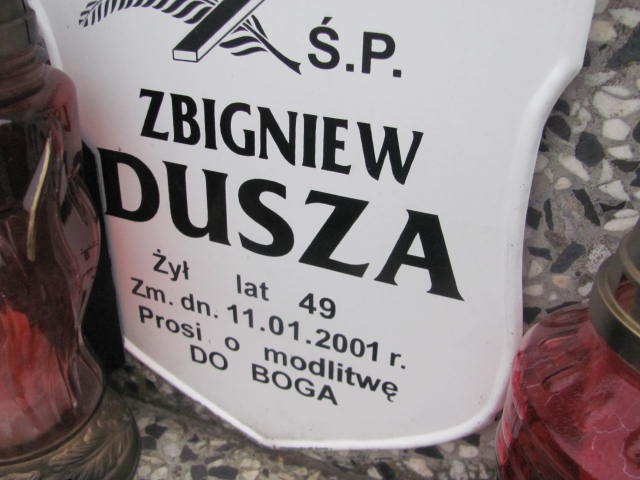 Ś.P.
ZBIGNIEW
DUSZA
Żył lat 49
Zm. dn. 11.01.2001 r.
Prosi o modlitwę
DO BOGA